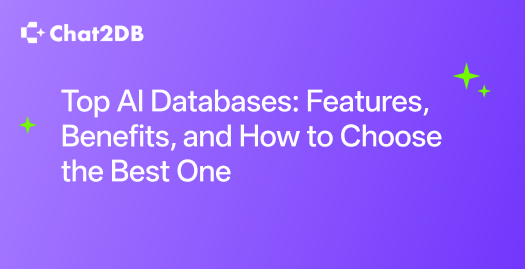 Chat2DB
Top AI Databases: Features,
Benefits, and How to Choose
the Best One